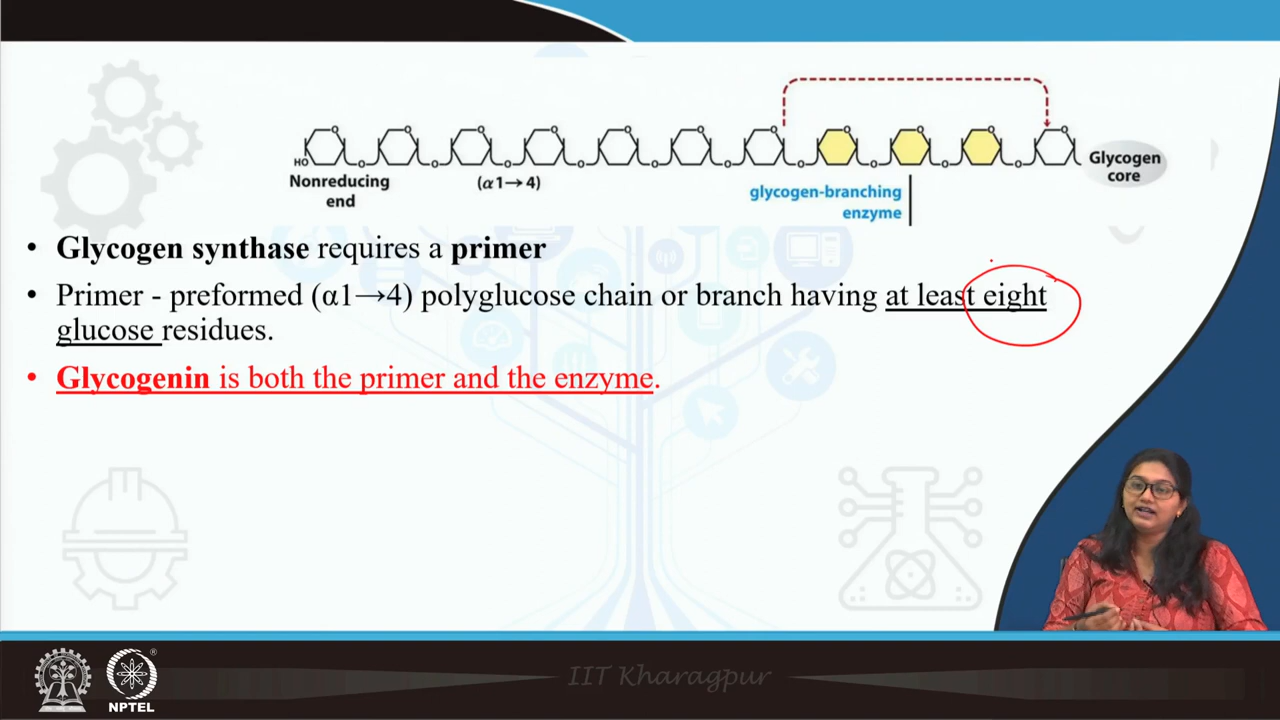 HO
Nonreducing
end
(α1→4)
glycogen-branching
enzyme
Glycogen
core
• Glycogen synthase requires a primer
• Primer - preformed (α1→4) polyglucose chain or branch having at least eight
glucose residues.
• Glycogenin is both the primer and the enzyme.
IIT Kharagpur
NPTEL